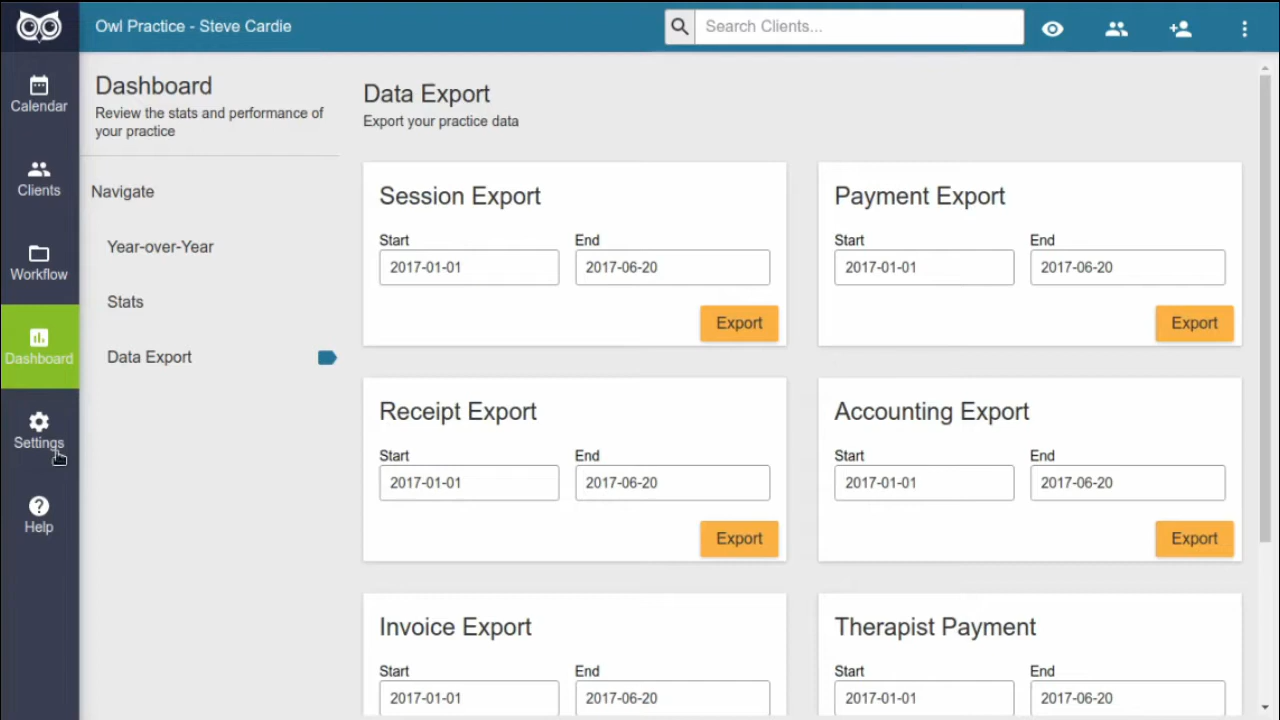 Owl Practice - Steve Cardie
Search Clients...
Calendar
Clients
Workflow
Dashboard
Settings
Help
Dashboard
Review the stats and performance of
your practice
Navigate
Year-over-Year
Stats
Data Export
Data Export
Export your practice data
Session Export
Start End
2017-01-01 2017-06-20
Export
Payment Export
Start End
2017-01-01 2017-06-20
Export
Receipt Export
Start End
2017-01-01 2017-06-20
Export
Accounting Export
Start End
2017-01-01 2017-06-20
Export
Invoice Export
Start End
2017-01-01 2017-06-20
Therapist Payment
Start End
2017-01-01 2017-06-20